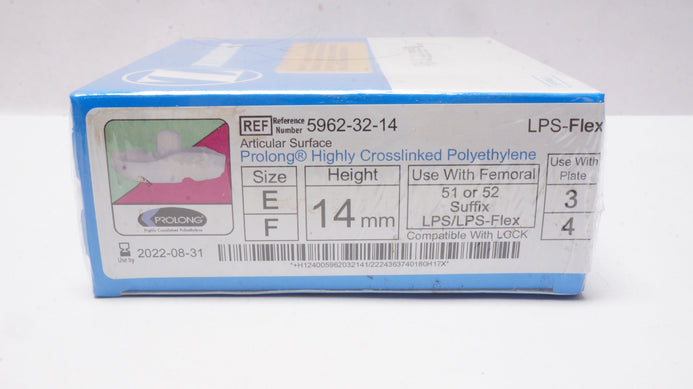 REF Reference Number 5962-32-14
LPS-Flex
Articular Surface
Prolong® Highly Crosslinked Polyethylene
Size
E
F
Height
14 mm
Use With Femoral
51 or 52
Suffix
LPS/LPS-Flex
Compatible With LOCK
Use With
Plate
3
4
PROLONG
Highly Crosslinked Polyethylene
Use by
2022-08-31